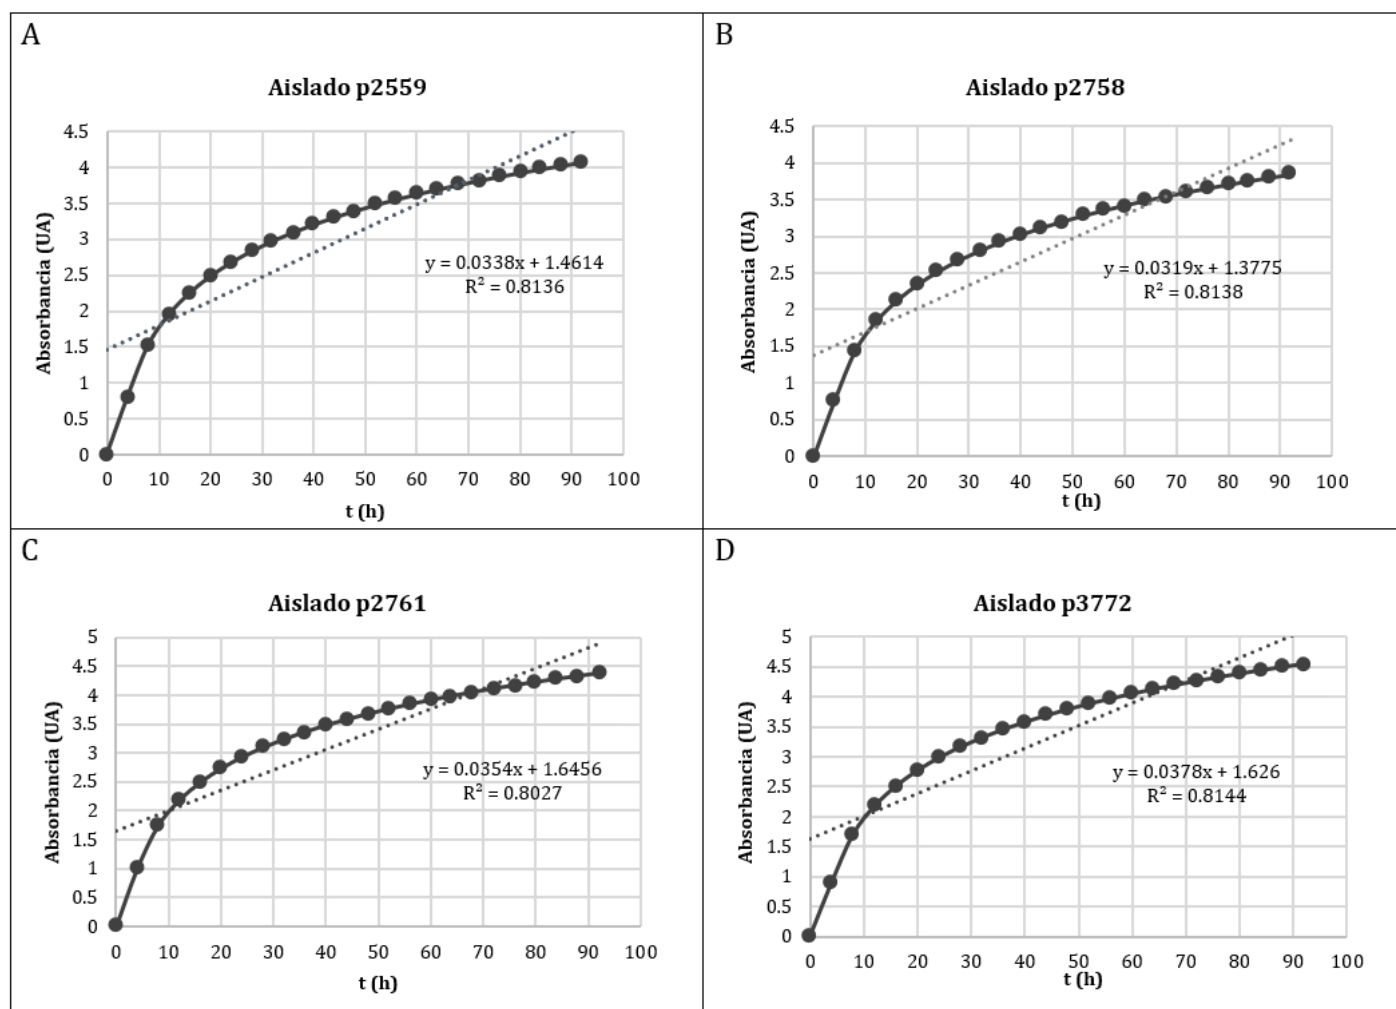 A
Aislado p2559
Absorbancia (UA)
4.5
4
3.5
3
2.5
2
1.5
1
0.5
0
y = 0.0338x + 1.4614
R² = 0.8136
0 10 20 30 40 50 60 70 80 90 100
t (h)
B
Aislado p2758
Absorbancia (UA)
4.5
4
3.5
3
2.5
2
1.5
1
0.5
0
y = 0.0319x + 1.3775
R² = 0.8138
0 10 20 30 40 50 60 70 80 90 100
t (h)
C
Aislado p2761
Absorbancia (UA)
5
4.5
4
3.5
3
2.5
2
1.5
1
0.5
0
y = 0.0354x + 1.6456
R² = 0.8027
0 10 20 30 40 50 60 70 80 90 100
t (h)
D
Aislado p3772
Absorbancia (UA)
5
4.5
4
3.5
3
2.5
2
1.5
1
0.5
0
y = 0.0378x + 1.626
R² = 0.8144
0 10 20 30 40 50 60 70 80 90 100
t (h)